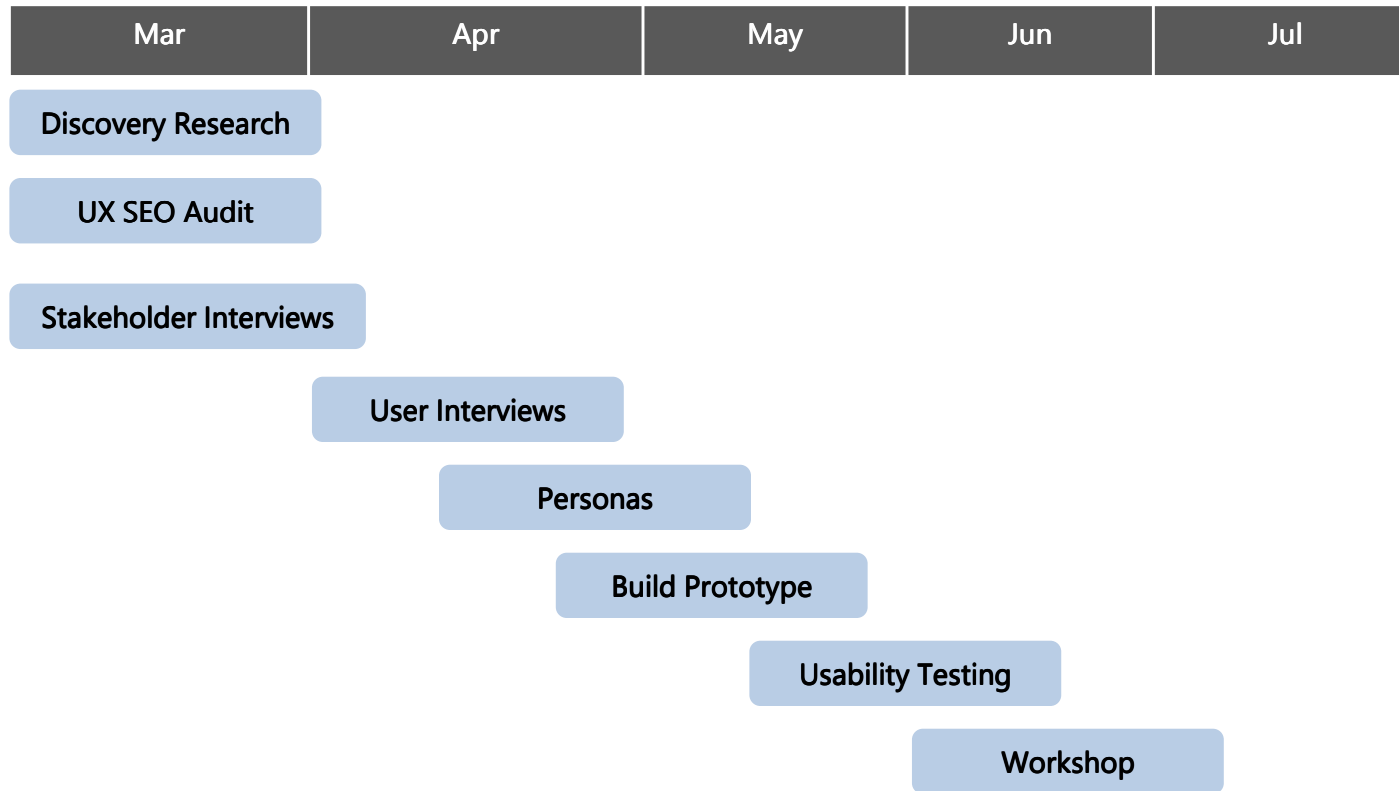 Mar Apr May Jun Jul
Discovery Research
UX SEO Audit
Stakeholder Interviews
User Interviews
Personas
Build Prototype
Usability Testing
Workshop